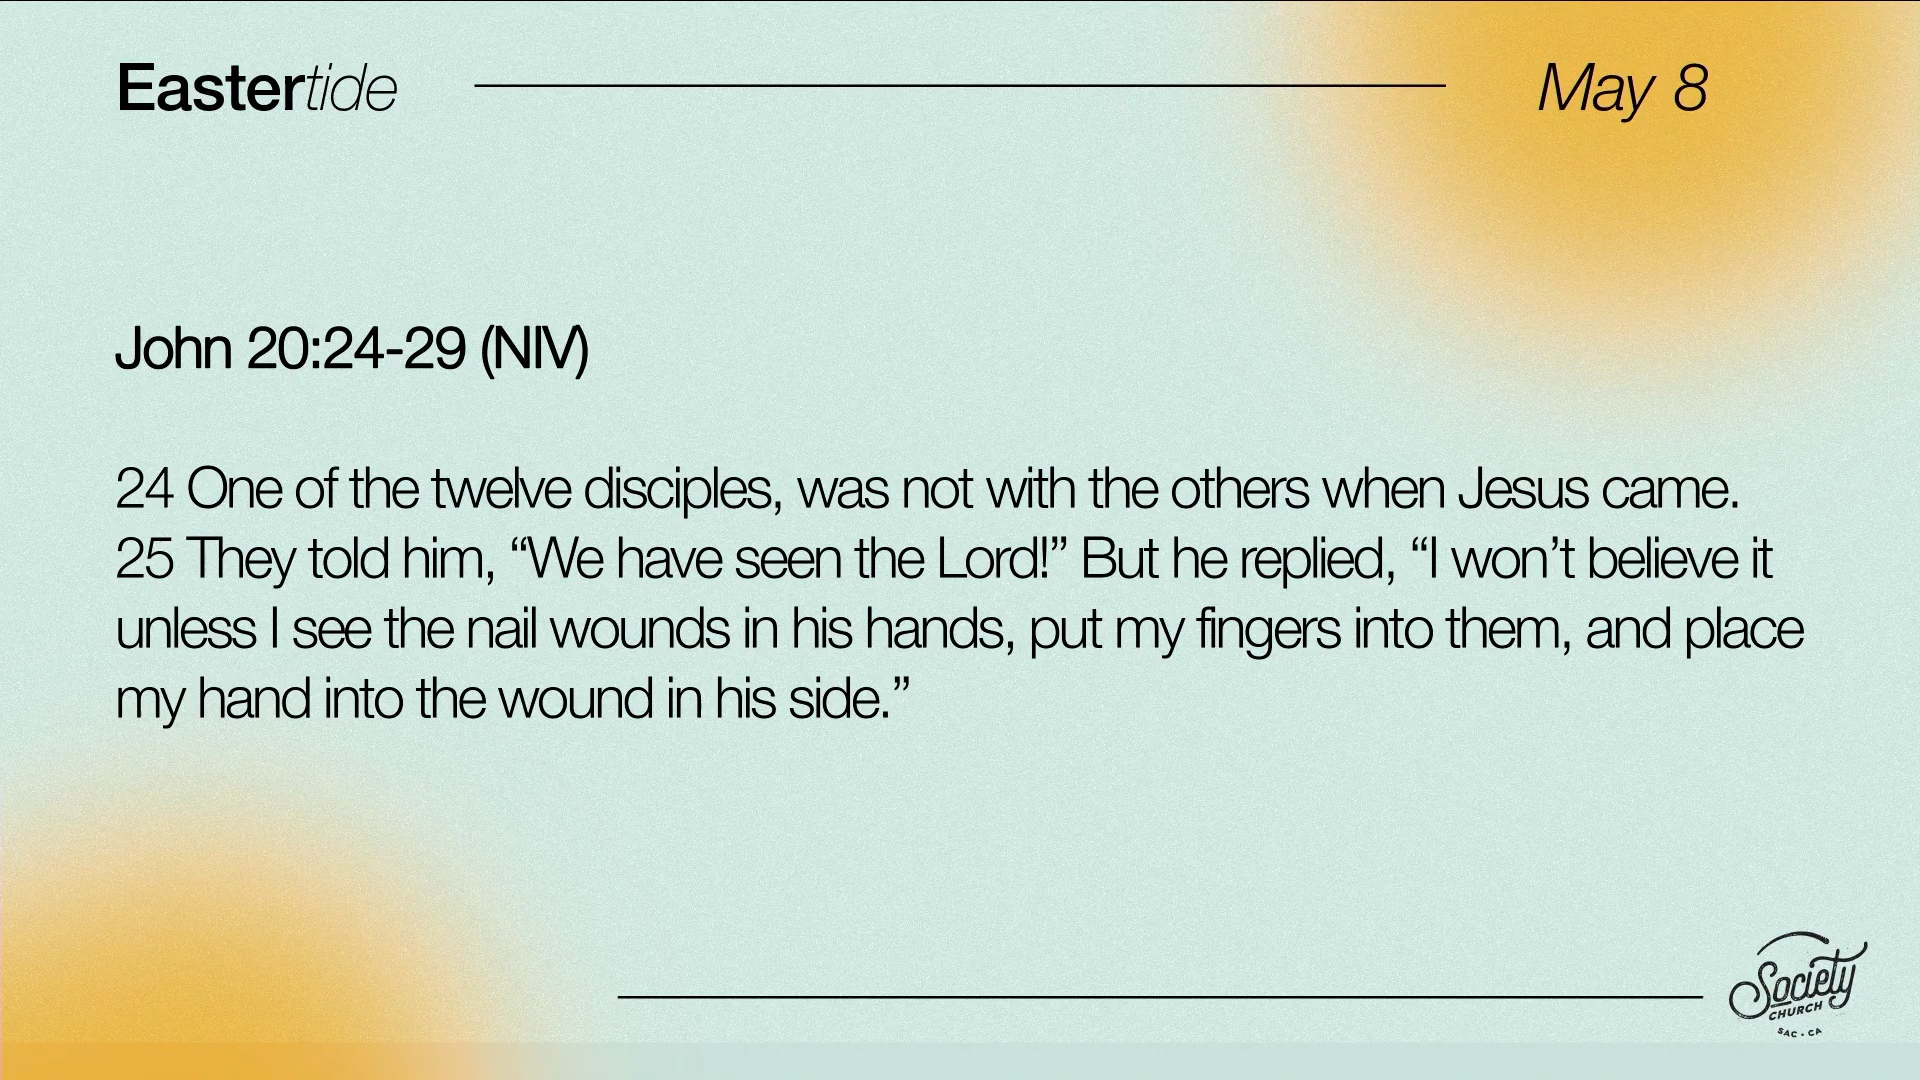 Eastertide
May 8
John 20:24-29 (NIV)
24 One of the twelve disciples, was not with the others when Jesus came.
25 They told him, “We have seen the Lord!” But he replied, “I won’t believe it
unless I see the nail wounds in his hands, put my fingers into them, and place
my hand into the wound in his side.”
Society
CHURCH
SAC • CA